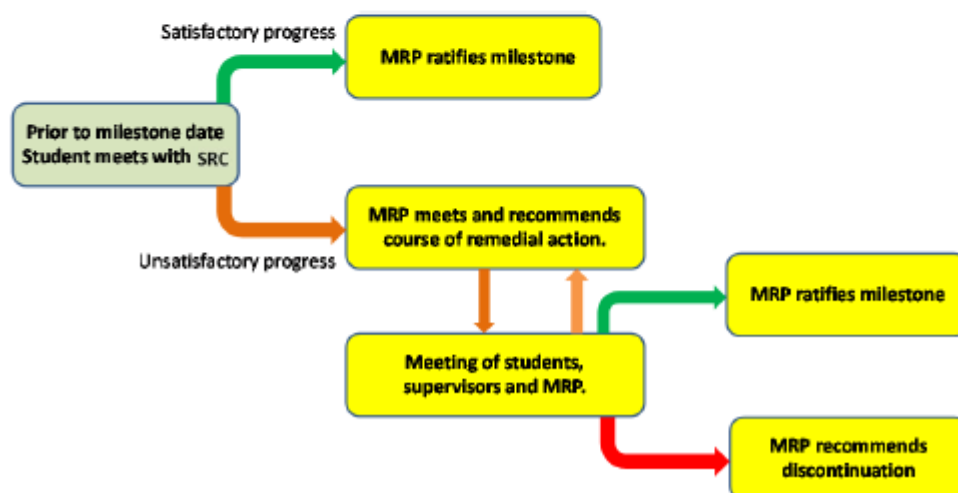 Satisfactory progress
MRP ratifies milestone
Prior to milestone date
Student meets with SRC
MRP meets and recommends
course of remedial action.
Unsatisfactory progress
MRP ratifies milestone
Meeting of students,
supervisors and MRP.
MRP recommends
discontinuation